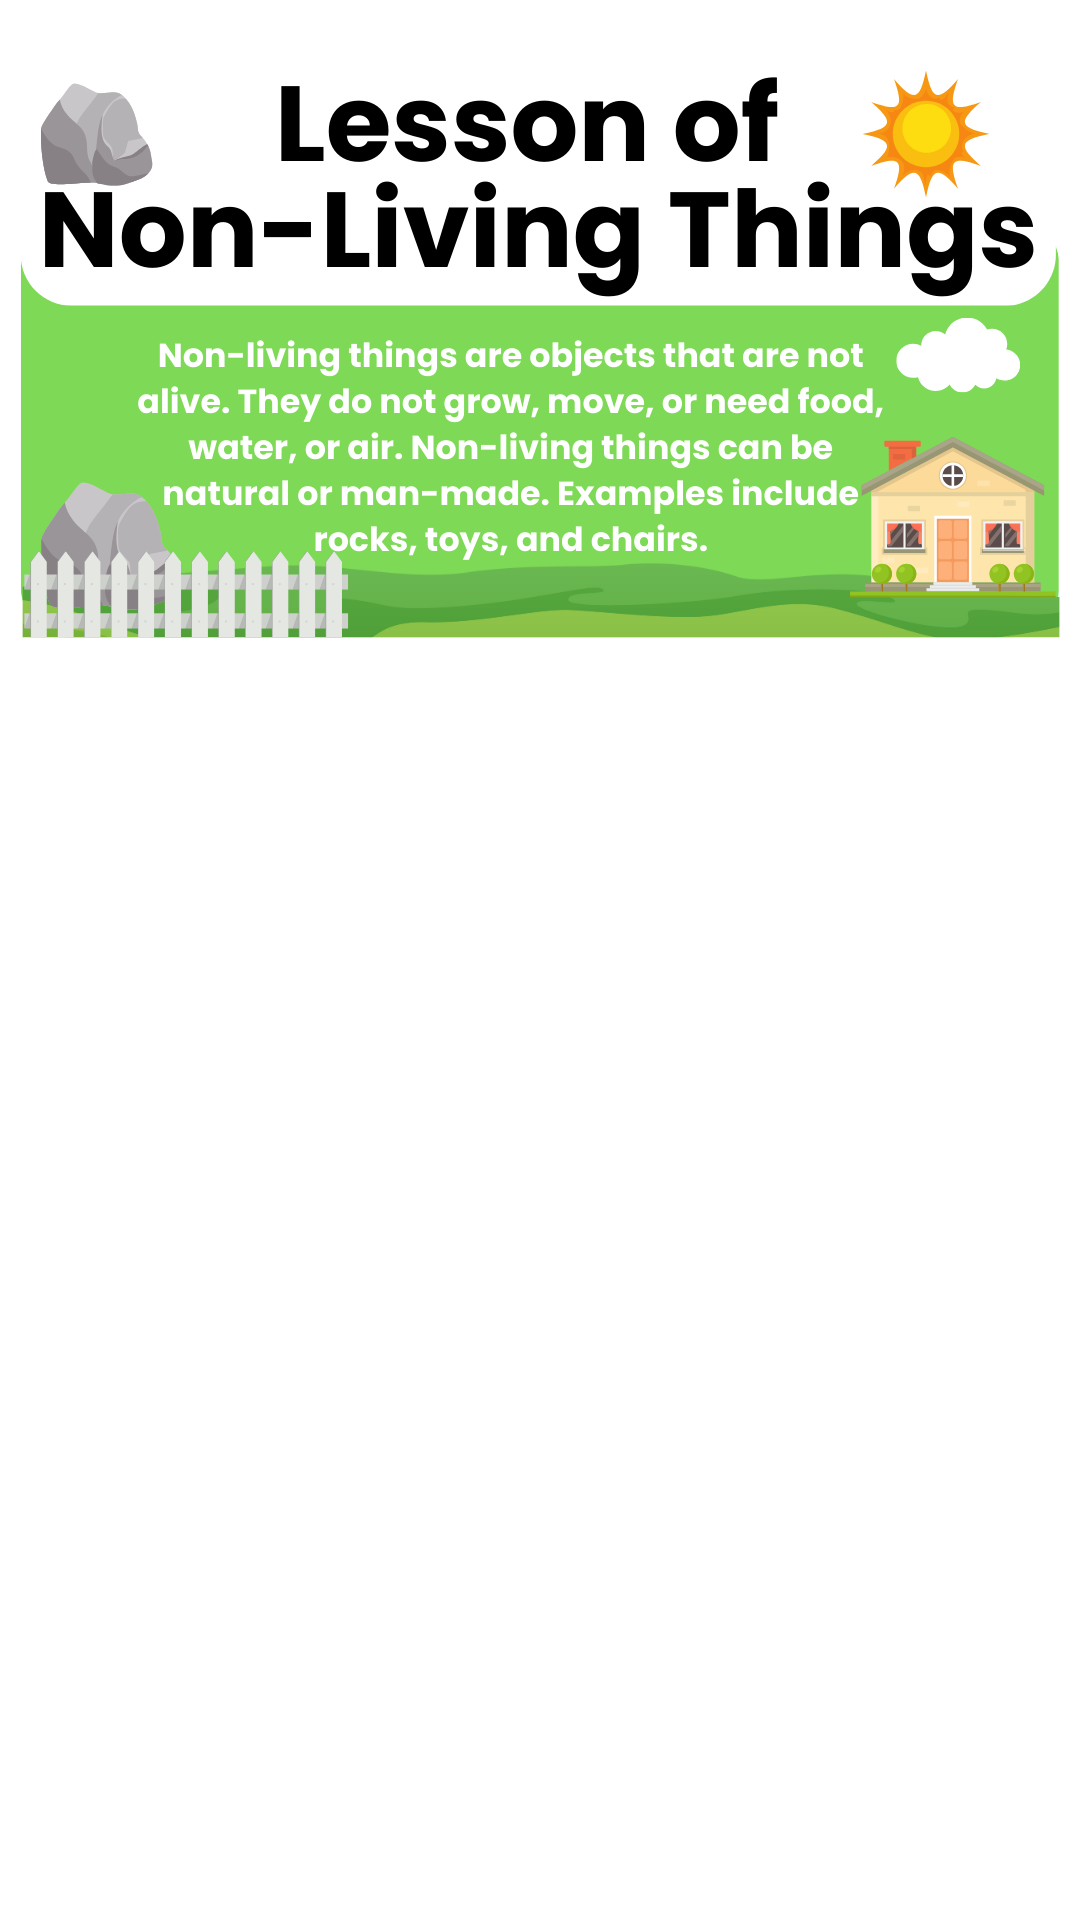 Lesson of
Non-Living Things
Non-living things are objects that are not
alive. They do not grow, move, or need food,
water, or air. Non-living things can be
natural or man-made. Examples include
rocks, toys, and chairs.